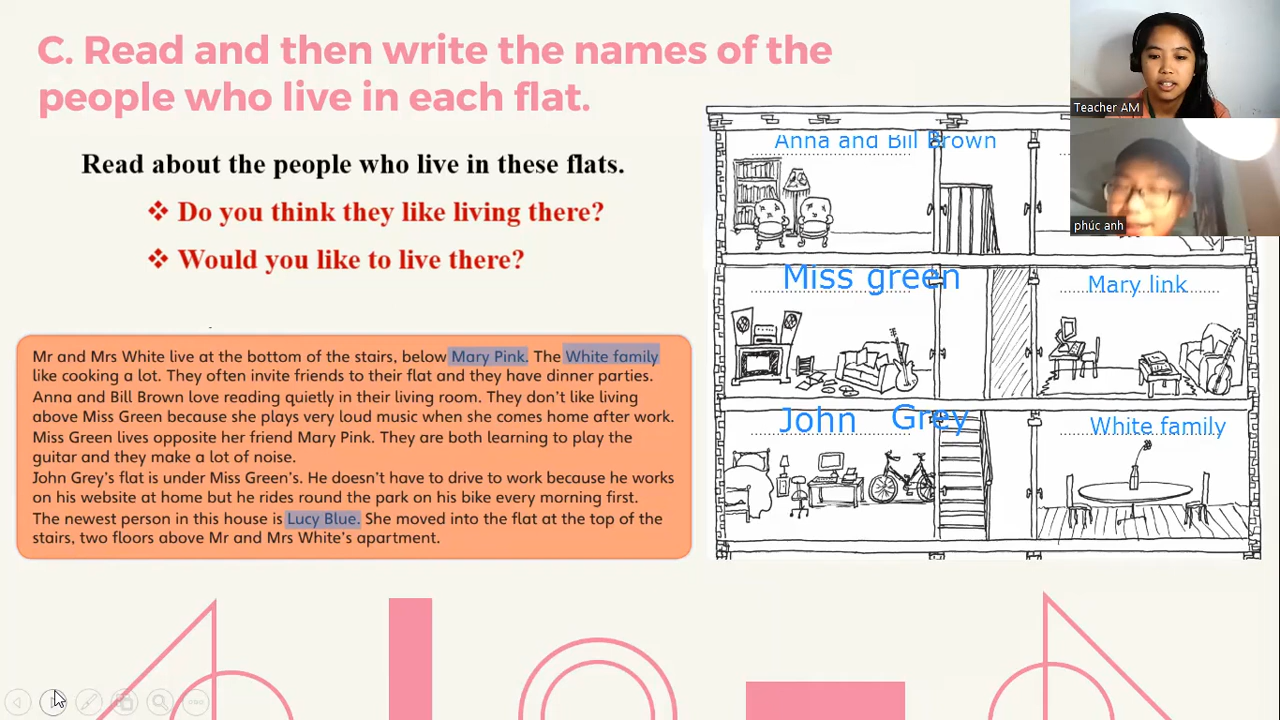 C. Read and then write the names of the
people who live in each flat.
Read about the people who live in these flats.
❖ Do you think they like living there?
❖ Would you like to live there?
Mr and Mrs White live at the bottom of the stairs, below Mary Pink. The White family
like cooking a lot. They often invite friends to their flat and they have dinner parties.
Anna and Bill Brown love reading quietly in their living room. They don't like living
above Miss Green because she plays very loud music when she comes home after work.
Miss Green lives opposite her friend Mary Pink. They are both learning to play the
guitar and they make a lot of noise.
John Grey's flat is under Miss Green's. He doesn't have to drive to work because he works
on his website at home but he rides round the park on his bike every morning first.
The newest person in this house is Lucy Blue. She moved into the flat at the top of the
stairs, two floors above Mr and Mrs White's apartment.
Anna and Bill Brown
Miss green
Mary link
John Grey
White family
Teacher AM
phúc anh